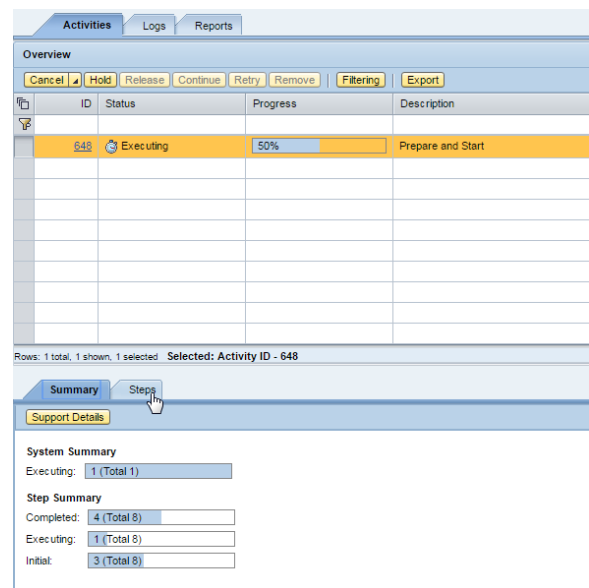 Activities Logs Reports
Overview
Cancel Hold Release Continue Retry Remove Filtering Export
ID Status Progress Description
648 Executing 50% Prepare and Start
Rows: 1 total, 1 shown, 1 selected Selected: Activity ID - 648
Summary Steps
Support Details
System Summary
Executing: 1 (Total 1)
Step Summary
Completed: 4 (Total 8)
Executing: 1 (Total 8)
Initial: 3 (Total 8)